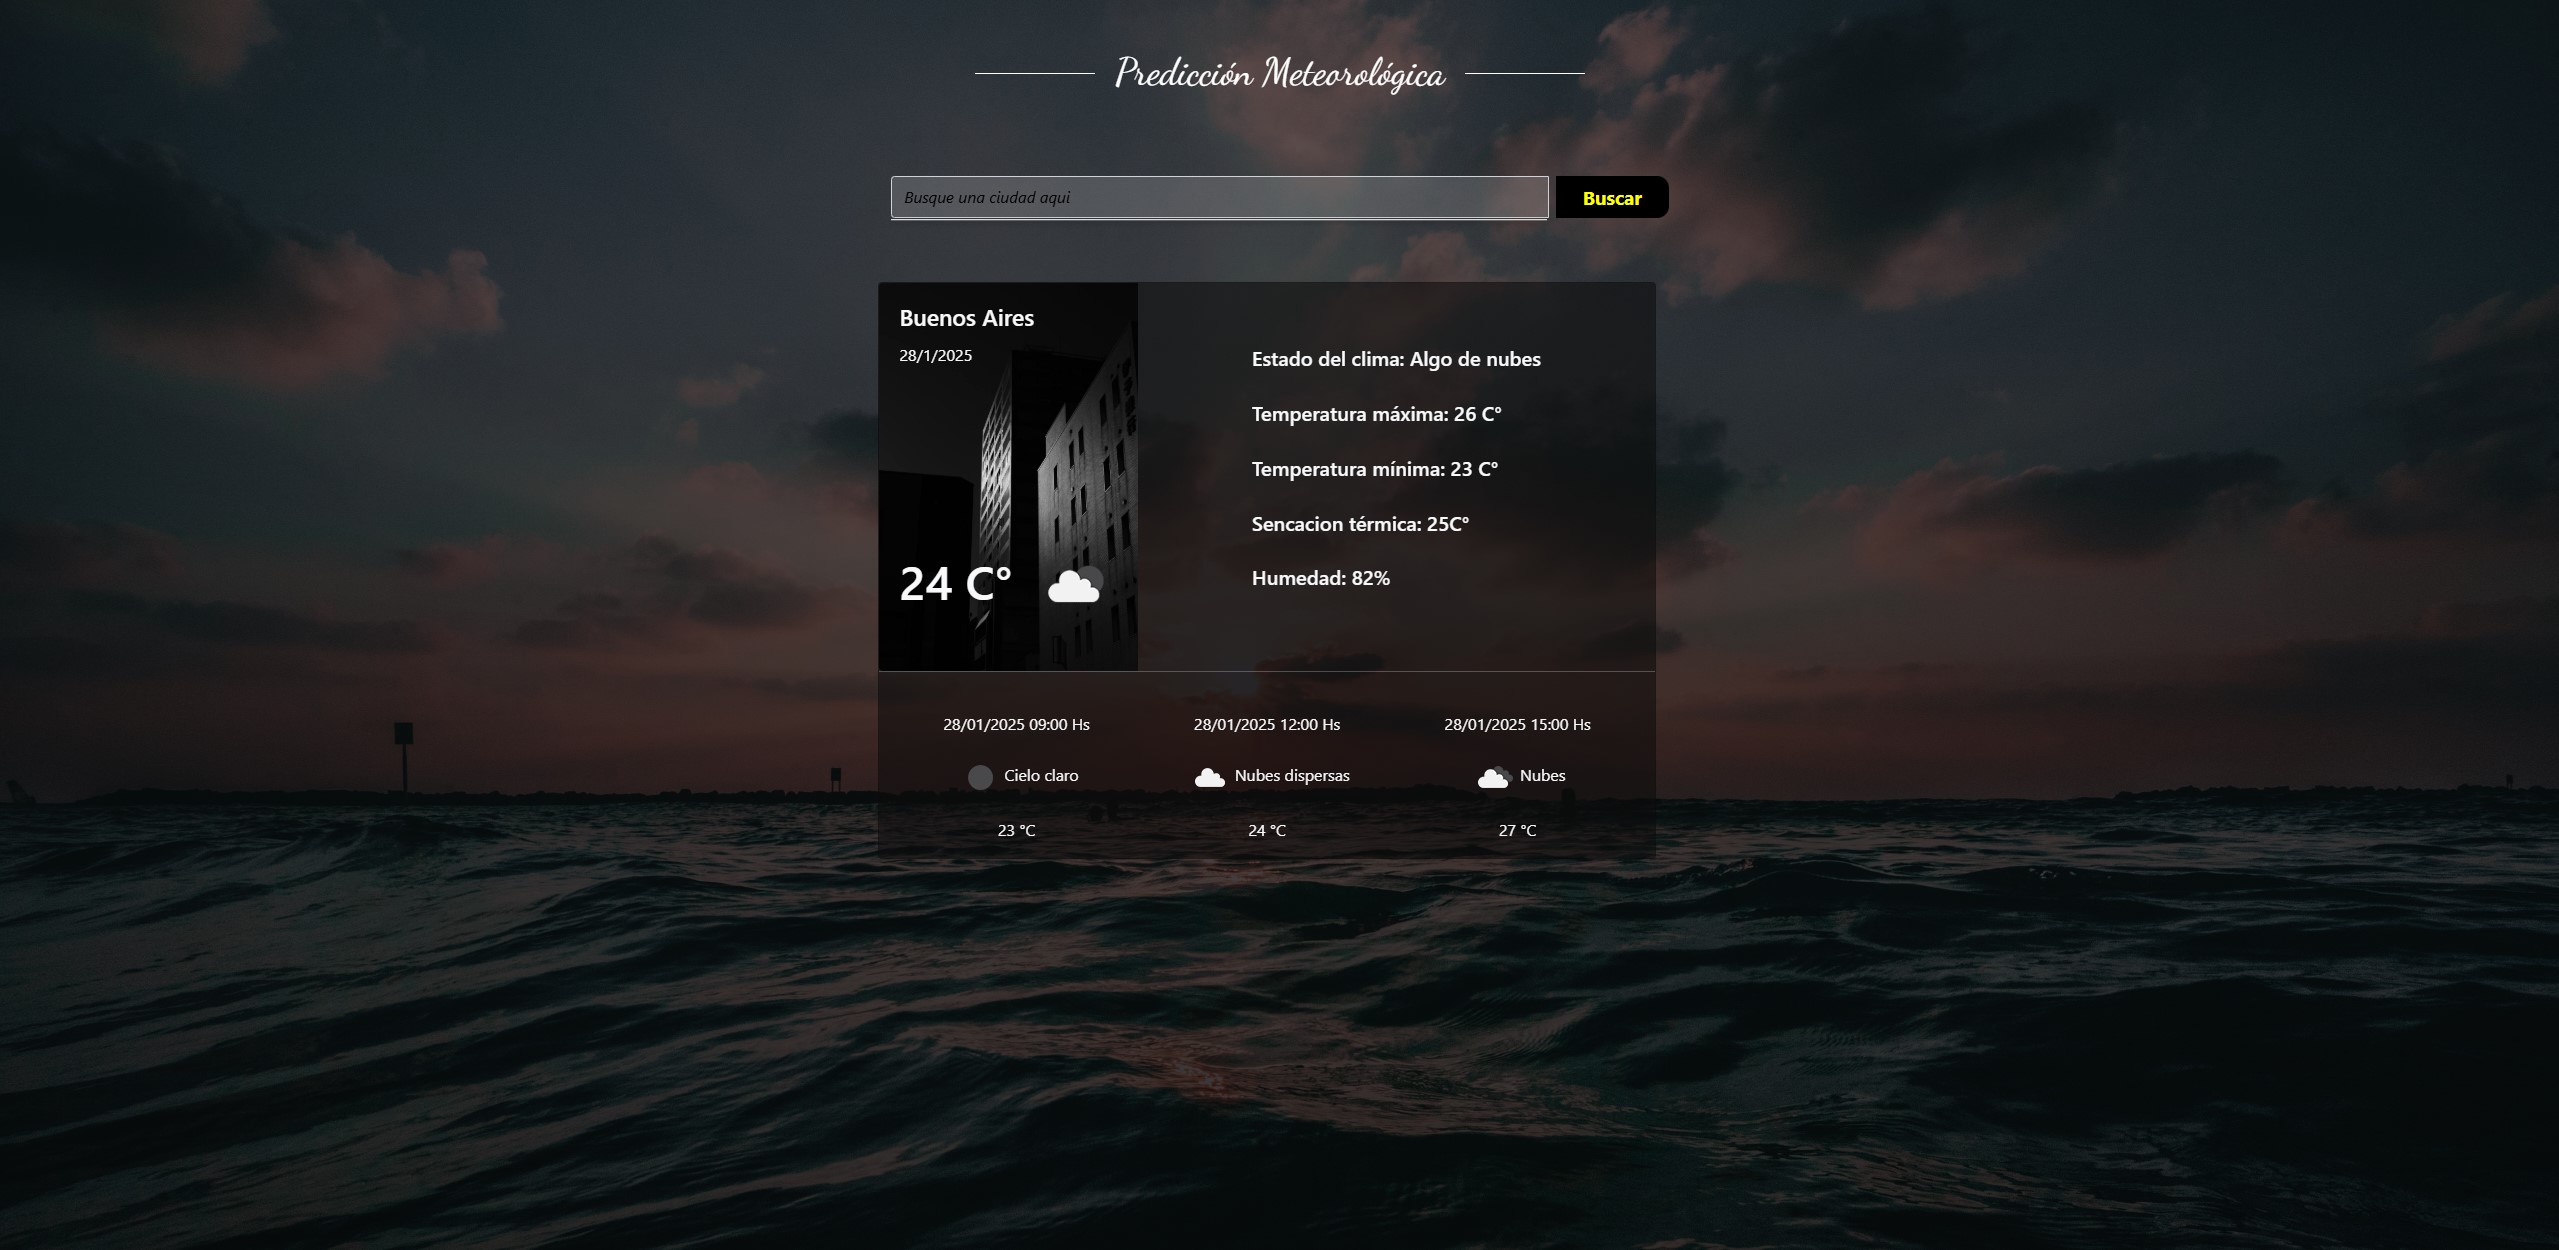 Predicción Meteorológica
Busque una ciudad aqui
Buscar
Buenos Aires
28/1/2025
24 C°
Estado del clima: Algo de nubes
Temperatura máxima: 26 C°
Temperatura mínima: 23 C°
Sencacion térmica: 25C°
Humedad: 82%
28/01/2025 09:00 Hs
Cielo claro
23 °C
28/01/2025 12:00 Hs
Nubes dispersas
24 °C
28/01/2025 15:00 Hs
Nubes
27 °C